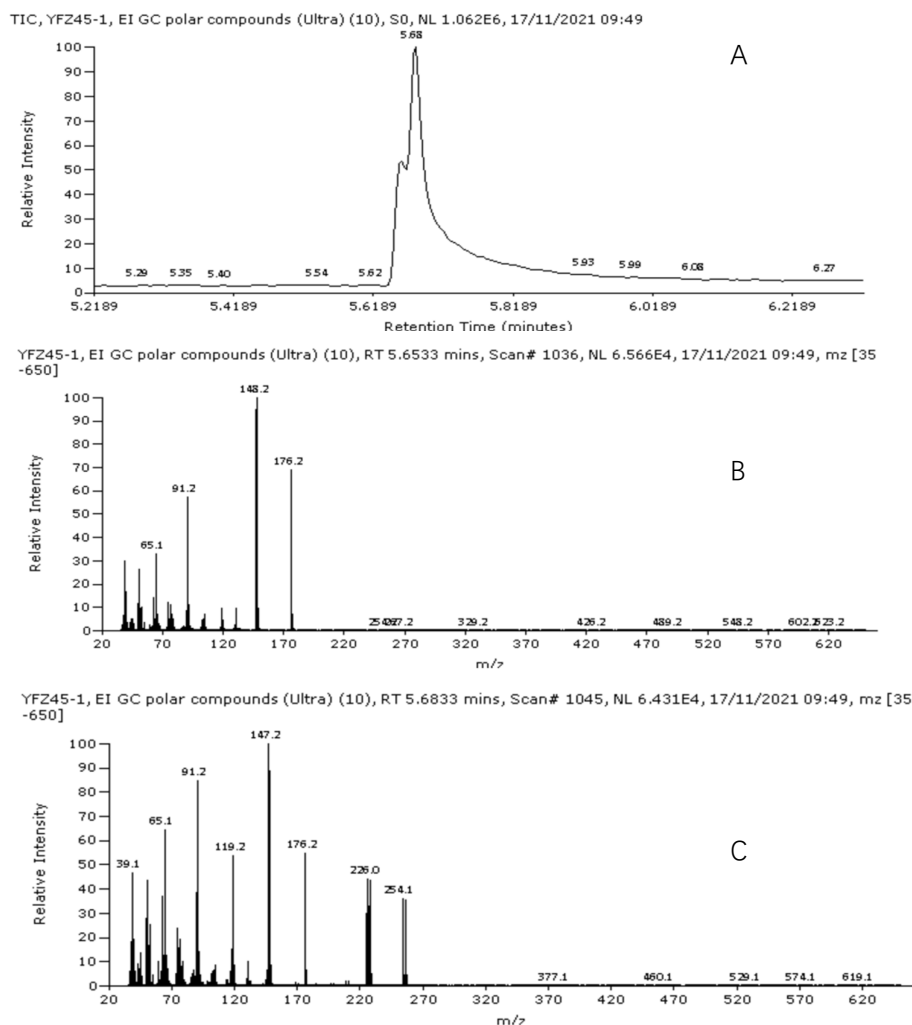 TIC, YFZ45-1, EI GC polar compounds (Ultra) (10), S0, NL 1.062E6, 17/11/2021 09:49
5.68
A
100
90
80
70
60
50
40
30
20
10
0
Relative Intensity
5.29 5.35 5.40 5.54 5.62 5.93 5.99 6.08 6.27
5.2189 5.4189 5.6189 5.8189 6.0189 6.2189
Retention Time (minutes)
YFZ45-1, EI GC polar compounds (Ultra) (10), RT 5.6533 mins, Scan# 1036, NL 6.566E4, 17/11/2021 09:49, mz [35
-650]
148.2
B
100
90
80
70
60
50
40
30
20
10
0
Relative Intensity
176.2
91.2
65.1
329.2 426.2 489.2 548.2
20 70 120 170 220 270 320 370 420 470 520 570 620
m/z
YFZ45-1, EI GC polar compounds (Ultra) (10), RT 5.6833 mins, Scan# 1045, NL 6.431E4, 17/11/2021 09:49, mz [35
-650]
147.2
C
100
90
80
70
60
50
40
30
20
10
0
Relative Intensity
91.2
65.1
119.2
176.2
39.1
226.0
254.1
377.1 460.1 529.1 574.1 619.1
20 70 120 170 220 270 320 370 420 470 520 570 620
m/z